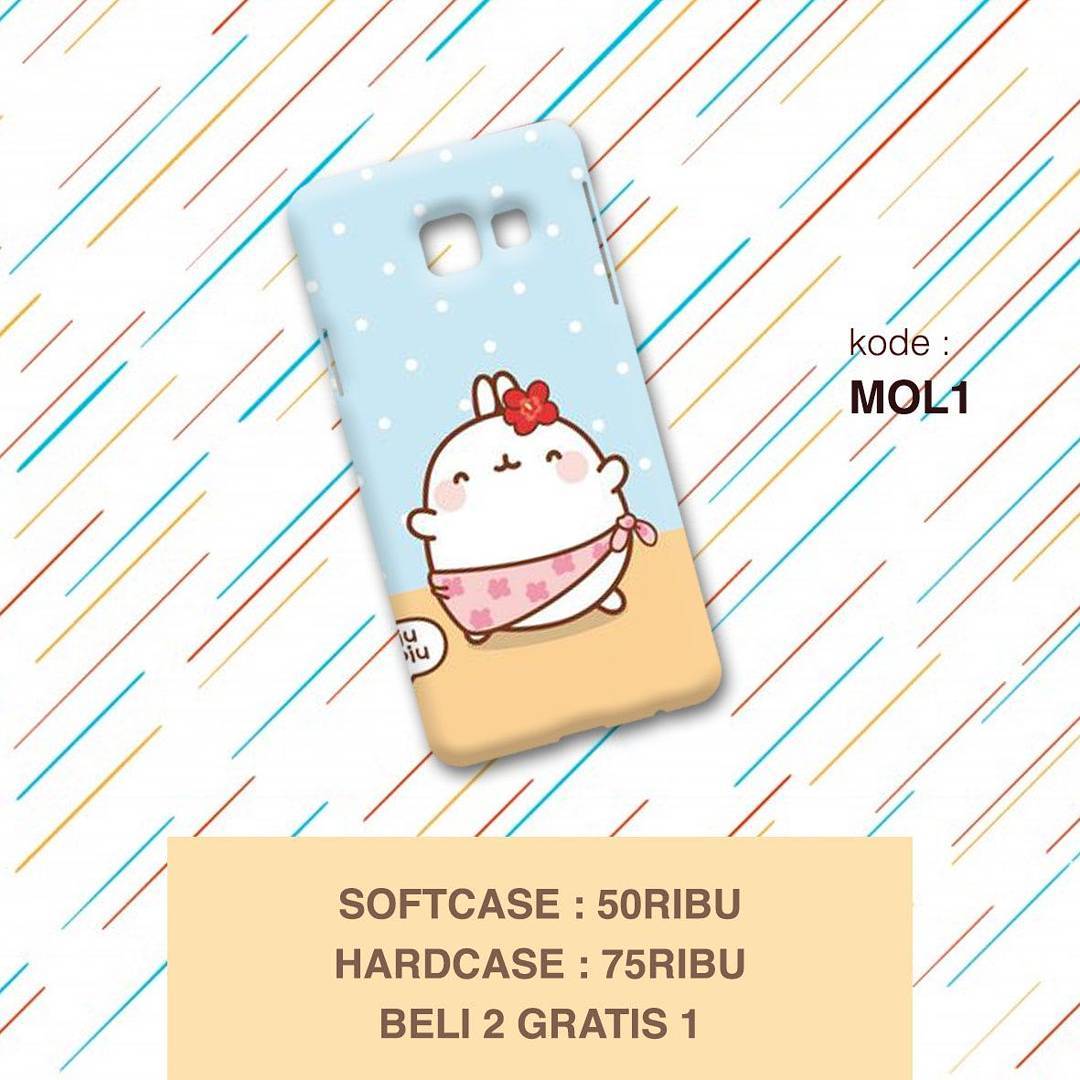 kode :
MOL1
SOFTCASE : 50RIBU
HARDCASE : 75RIBU
BELI 2 GRATIS 1